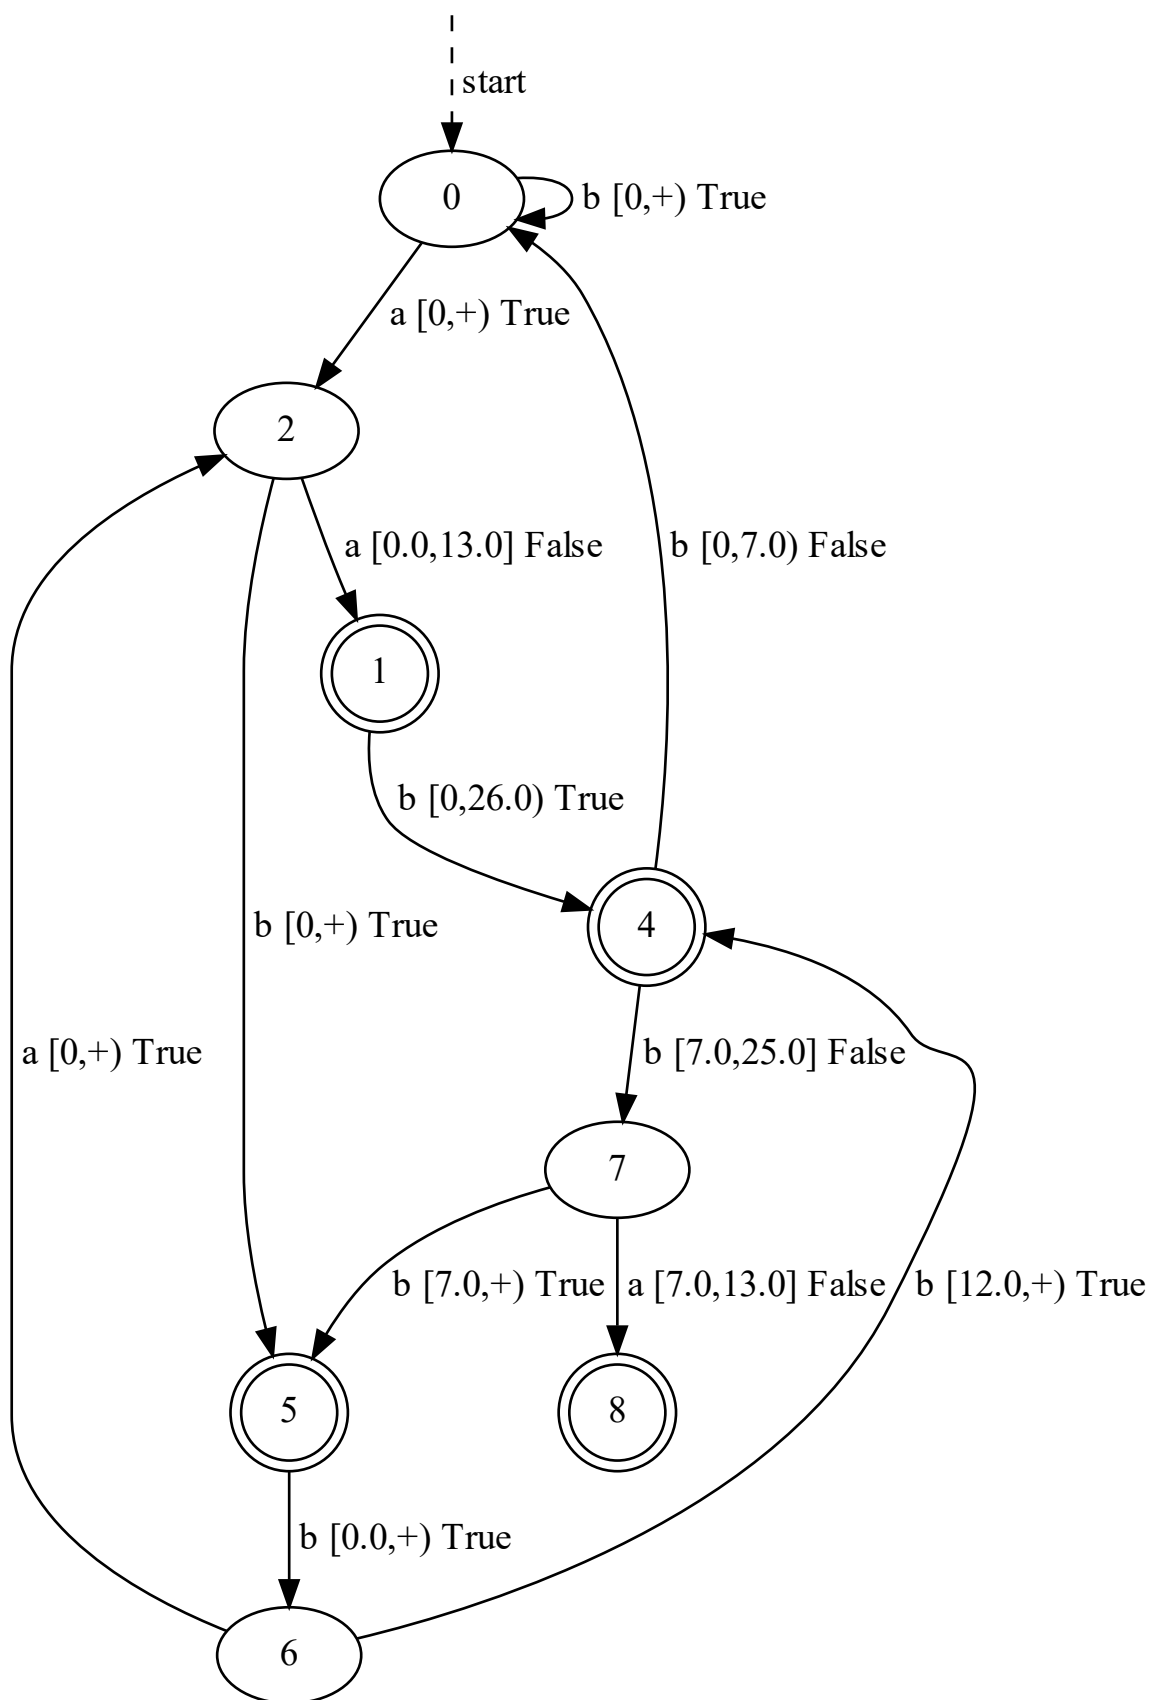 start
0
b [0,+) True
a [0,+) True
2
a [0.0,13.0] False
b [0,7.0) False
1
b [0,26.0) True
4
b [0,+) True
a [0,+) True
b [7.0,25.0] False
7
b [7.0,+) True
a [7.0,13.0] False
b [12.0,+) True
5
8
b [0.0,+) True
6